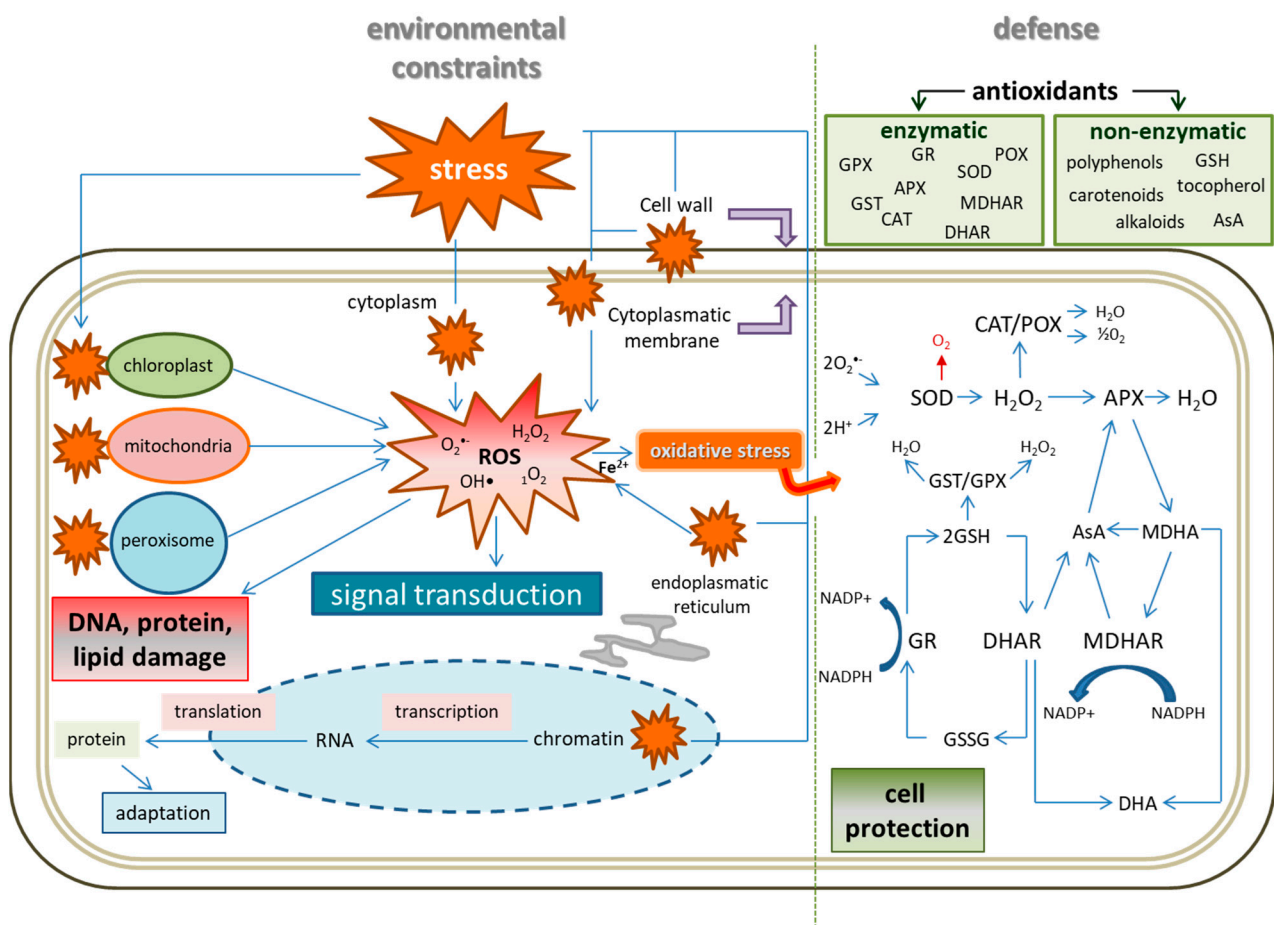 environmental
constraints
defense
stress
antioxidants
enzymatic
GPX
GR
POX
SOD
APX
GST
MDHAR
CAT
DHAR
non-enzymatic
polyphenols
GSH
carotenoids
tocopherol
alkaloids
AsA
Cell wall
cytoplasm
Cytoplasmatic
membrane
chloroplast
mitochondria
peroxisome
O₂•-
H₂O₂
ROS
OH•
₁O₂
Fe²⁺
oxidative stress
signal transduction
endoplasmatic
reticulum
DNA, protein,
lipid damage
translation
transcription
protein
RNA
chromatin
adaptation
CAT/POX
H₂O
½0₂
2O₂•-
O₂
SOD
H₂O₂
APX
H₂O
2H⁺
H₂O
H₂O₂
GST/GPX
2GSH
AsA
MDHA
NADP+
GR
DHAR
MDHAR
NADPH
NADP+
NADPH
GSSG
DHA
cell
protection